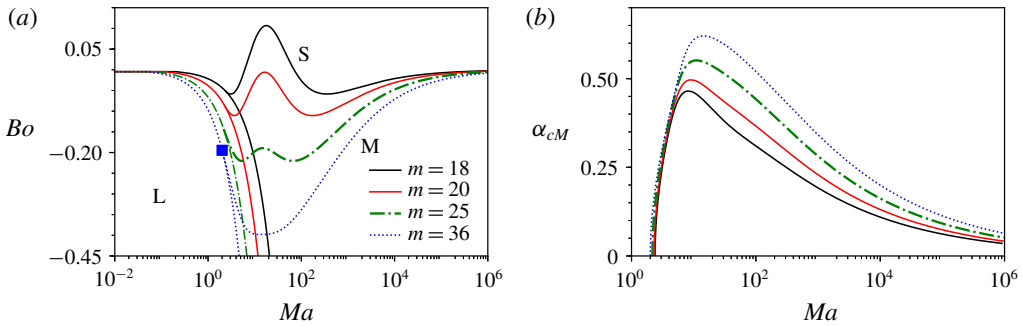 (a)
0.05
−0.20
−0.45
Bo
S
M
L
m = 18
m = 20
m = 25
m = 36
10⁻² 10⁰ 10² 10⁴ 10⁶
Ma
(b)
0.50
0.25
0
α_cM
10⁰ 10² 10⁴ 10⁶
Ma